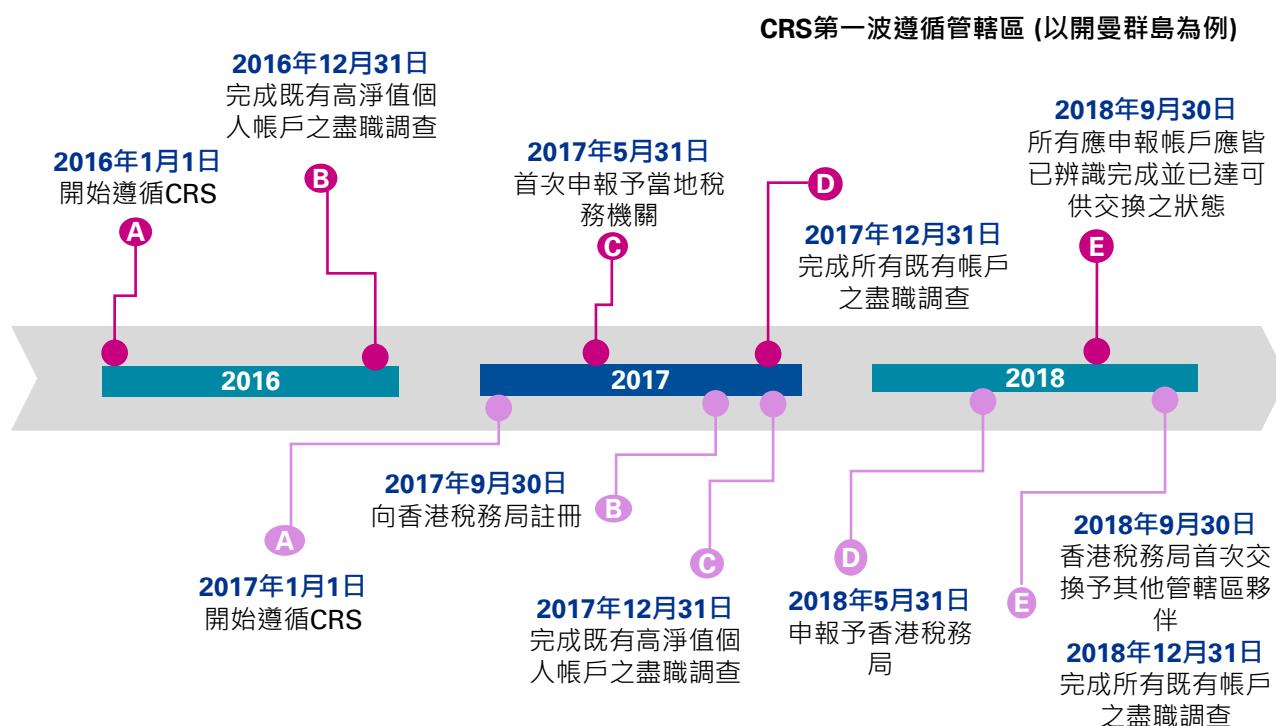 CRS第一波遵循管轄區 (以開曼群島為例)
2016年1月1日
開始遵循CRS
A
2016年12月31日
完成既有高淨值個
人帳戶之盡職調查
B
2017年5月31日
首次申報予當地稅
務機關
C
D
2017年12月31日
完成所有既有帳戶
之盡職調查
2018年9月30日
所有應申報帳戶應皆
已辨識完成並已達可
供交換之狀態
E
2016
2017
2018
A
2017年1月1日
開始遵循CRS
2017年9月30日
向香港稅務局註冊
B
C
2017年12月31日
完成既有高淨值個
人帳戶之盡職調查
D
2018年5月31日
申報予香港稅務
局
E
2018年9月30日
香港稅務局首次交
換予其他管轄區夥
伴
2018年12月31日
完成所有既有帳戶
之盡職調查